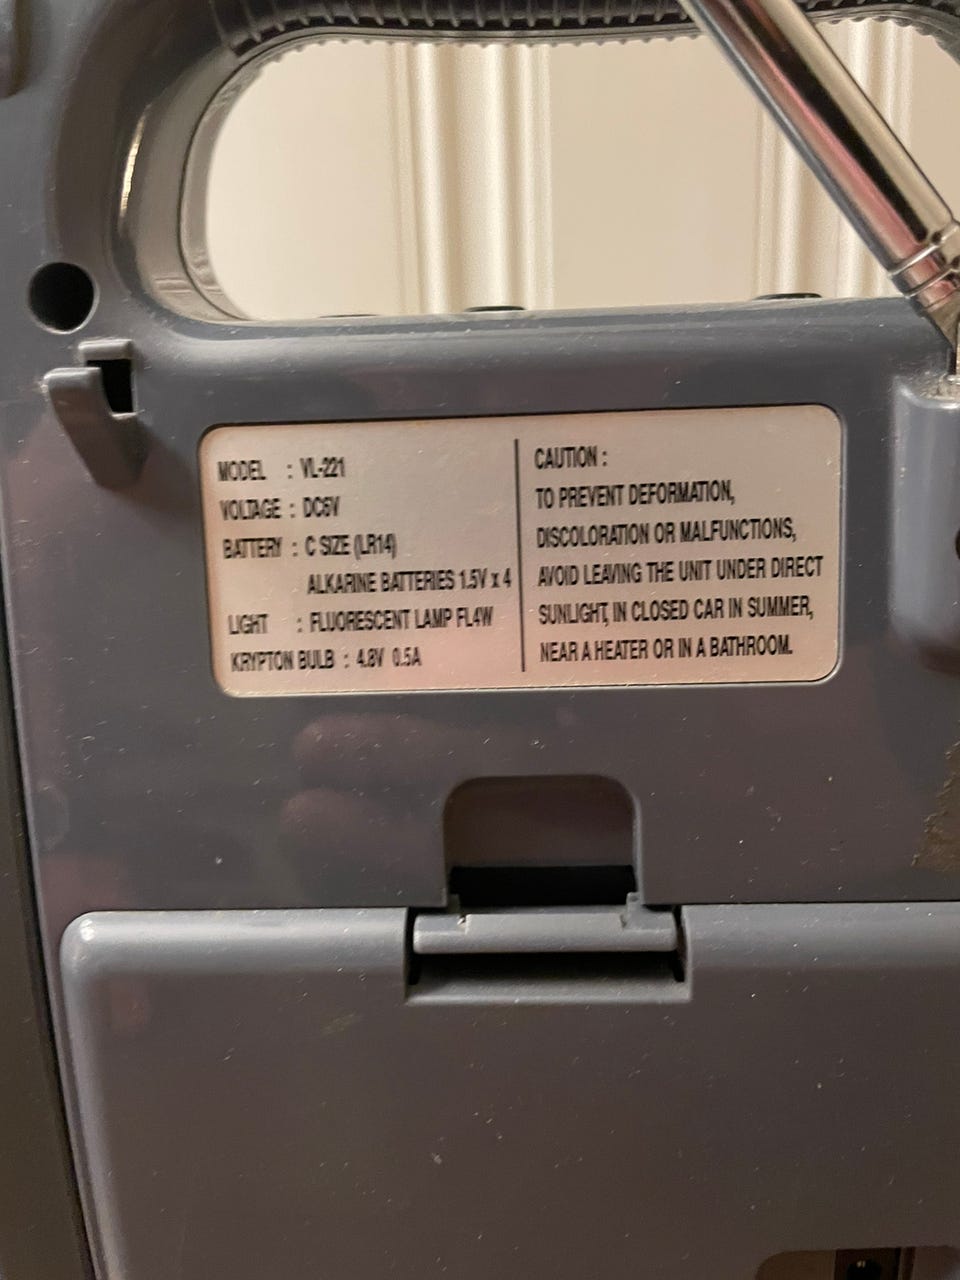 MODEL : VL-221
VOLTAGE : DC6V
BATTERY : C SIZE (LR14)
ALKARINE BATTERIES 1.5V x 4
LIGHT : FLUORESCENT LAMP FL4W
KRYPTON BULB : 4.8V 0.5A
CAUTION :
TO PREVENT DEFORMATION,
DISCOLORATION OR MALFUNCTIONS,
AVOID LEAVING THE UNIT UNDER DIRECT
SUNLIGHT, IN CLOSED CAR IN SUMMER,
NEAR A HEATER OR IN A BATHROOM.